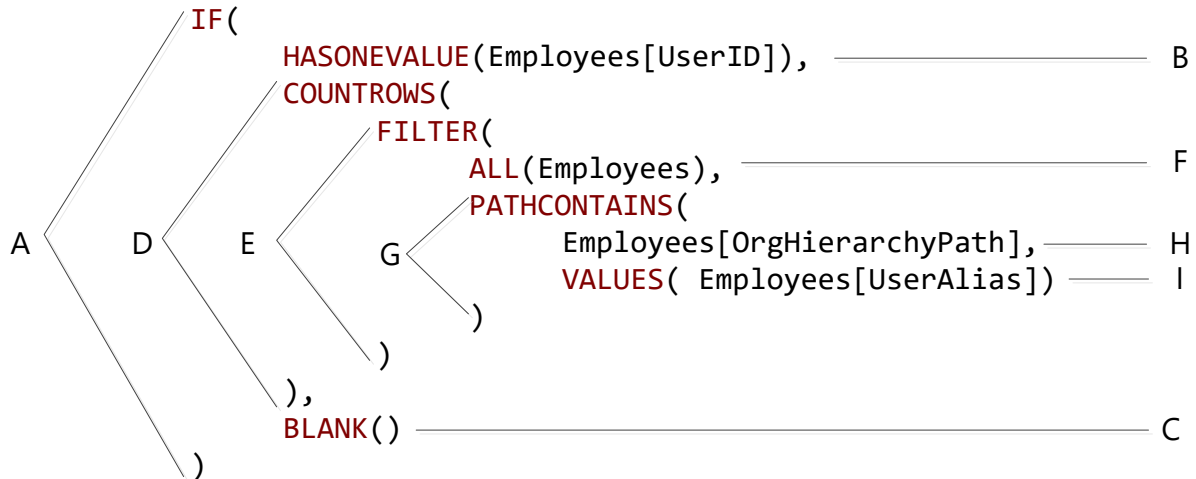 IF(
HASONEVALUE(Employees[UserID]), B
COUNTROWS(
FILTER(
ALL(Employees), F
PATHCONTAINS(
A D E G Employees[OrgHierarchyPath], H
VALUES( Employees[UserAlias]) I
)
)
),
BLANK() C
)